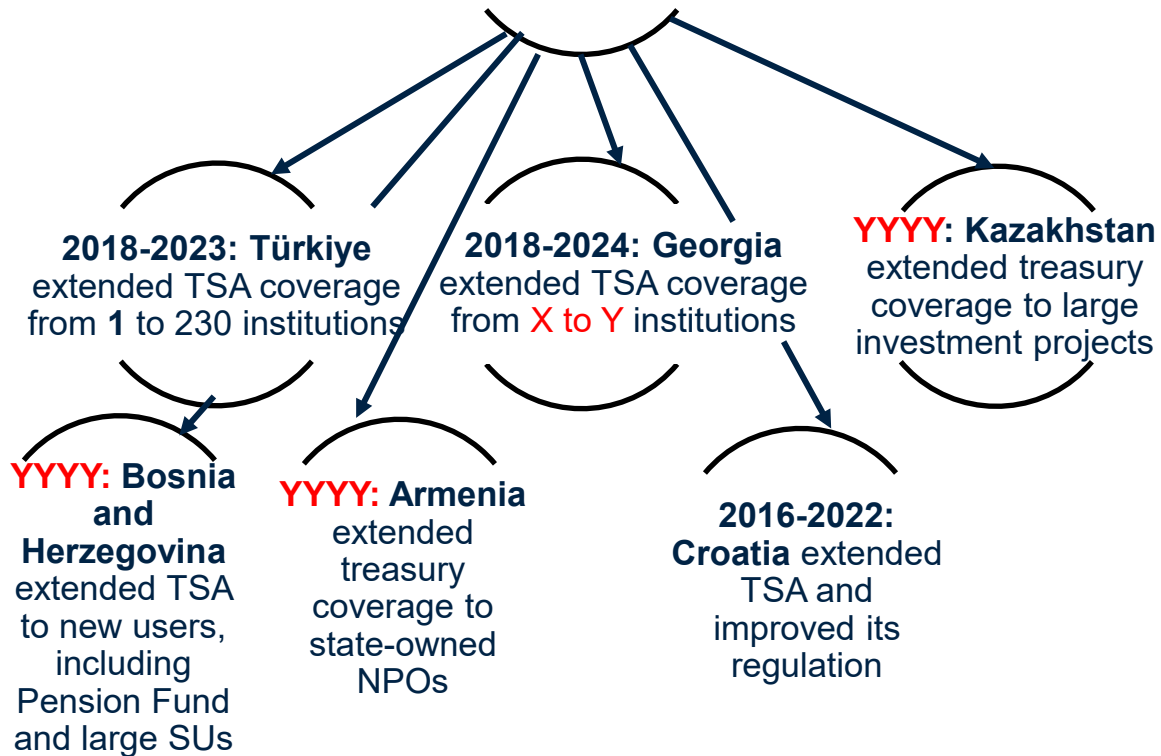 2018-2023: Türkiye
extended TSA coverage
from 1 to 230 institutions
2018-2024: Georgia
extended TSA coverage
from X to Y institutions
YYYY: Kazakhstan
extended treasury
coverage to large
investment projects
YYYY: Bosnia
and
Herzegovina
extended TSA
to new users,
including
Pension Fund
and large SUs
YYYY: Armenia
extended
treasury
coverage to
state-owned
NPOs
2016-2022:
Croatia extended
TSA and
improved its
regulation